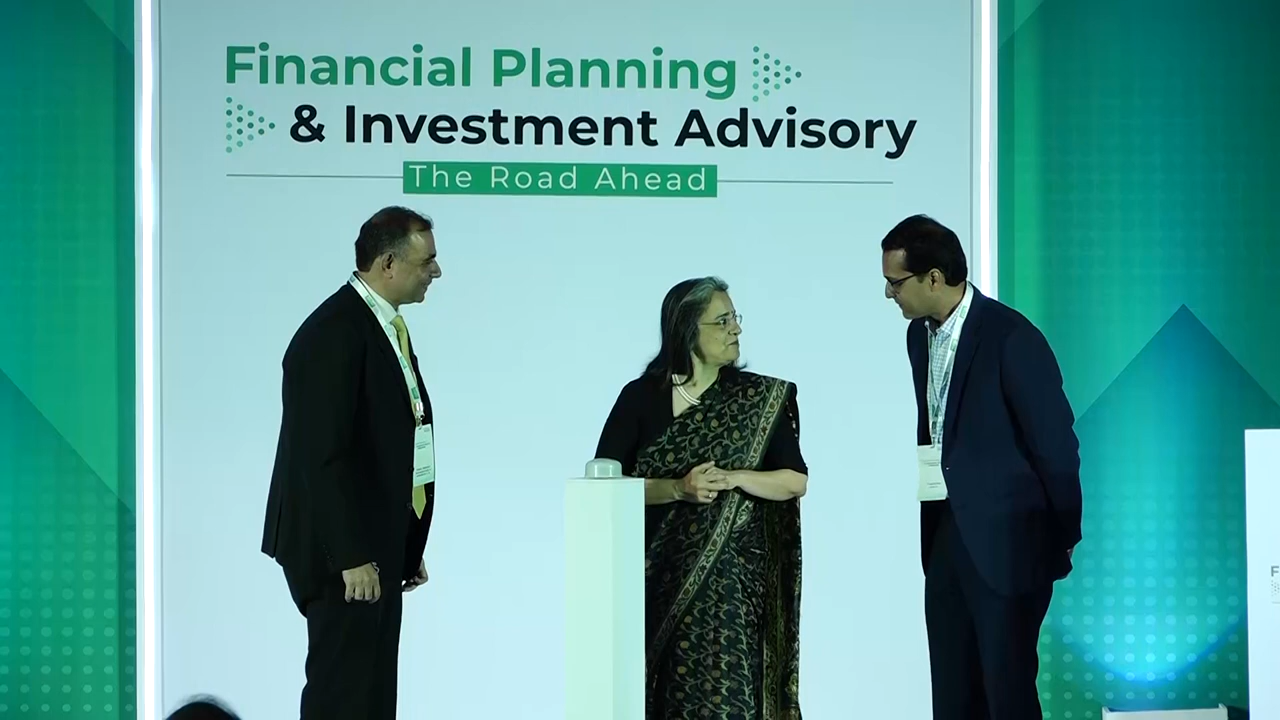 Financial Planning
& Investment Advisory
The Road Ahead